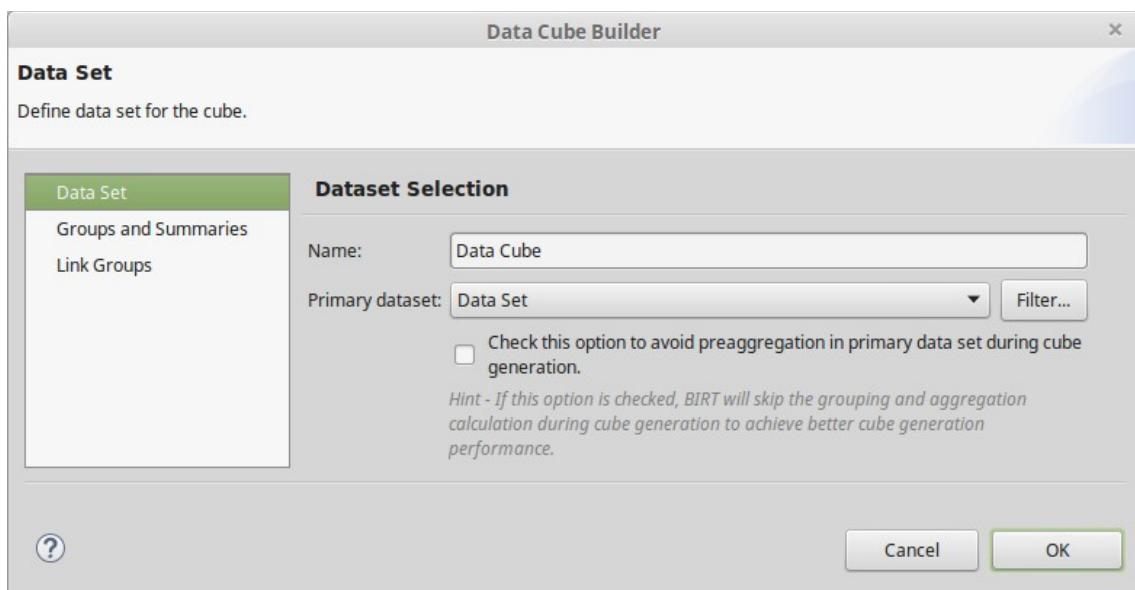 Data Cube Builder
Data Set
Define data set for the cube.
Data Set
Groups and Summaries
Link Groups
Dataset Selection
Name:
Data Cube
Primary dataset:
Data Set
Filter...
Check this option to avoid preaggregation in primary data set during cube
generation.
Hint - If this option is checked, BIRT will skip the grouping and aggregation
calculation during cube generation to achieve better cube generation
performance.
?
Cancel
OK